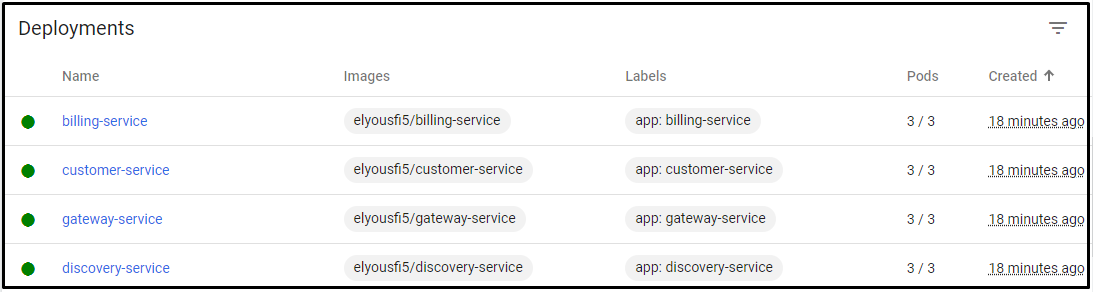 Deployments
Name Images Labels Pods Created
billing-service elyousfi5/billing-service app: billing-service 3 / 3 18 minutes ago
customer-service elyousfi5/customer-service app: customer-service 3 / 3 18 minutes ago
gateway-service elyousfi5/gateway-service app: gateway-service 3 / 3 18 minutes ago
discovery-service elyousfi5/discovery-service app: discovery-service 3 / 3 18 minutes ago